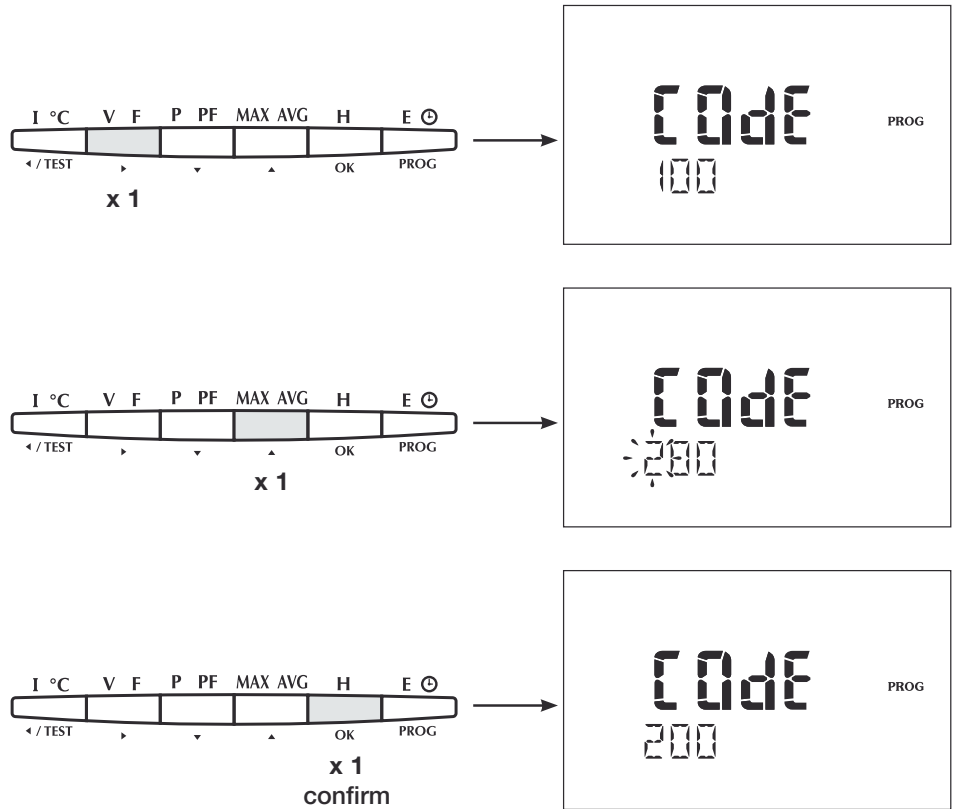 I °C V F P PF MAX AVG H E
/ TEST OK PROG
x 1
CODE PROG
100
I °C V F P PF MAX AVG H E
/ TEST OK PROG
x 1
CODE PROG
200
I °C V F P PF MAX AVG H E
/ TEST OK PROG
x 1
confirm
CODE PROG
200